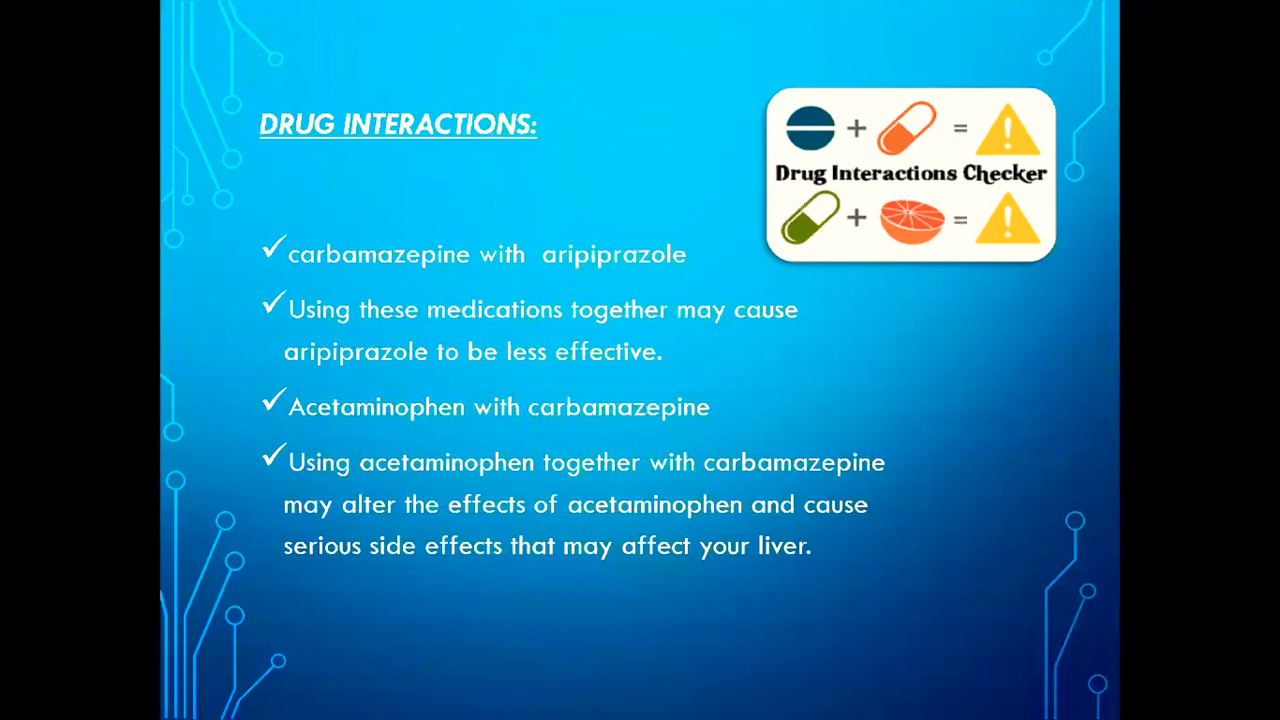 DRUG INTERACTIONS:
Drug Interactions Checker
carbamazepine with aripiprazole
Using these medications together may cause
aripiprazole to be less effective.
Acetaminophen with carbamazepine
Using acetaminophen together with carbamazepine
may alter the effects of acetaminophen and cause
serious side effects that may affect your liver.